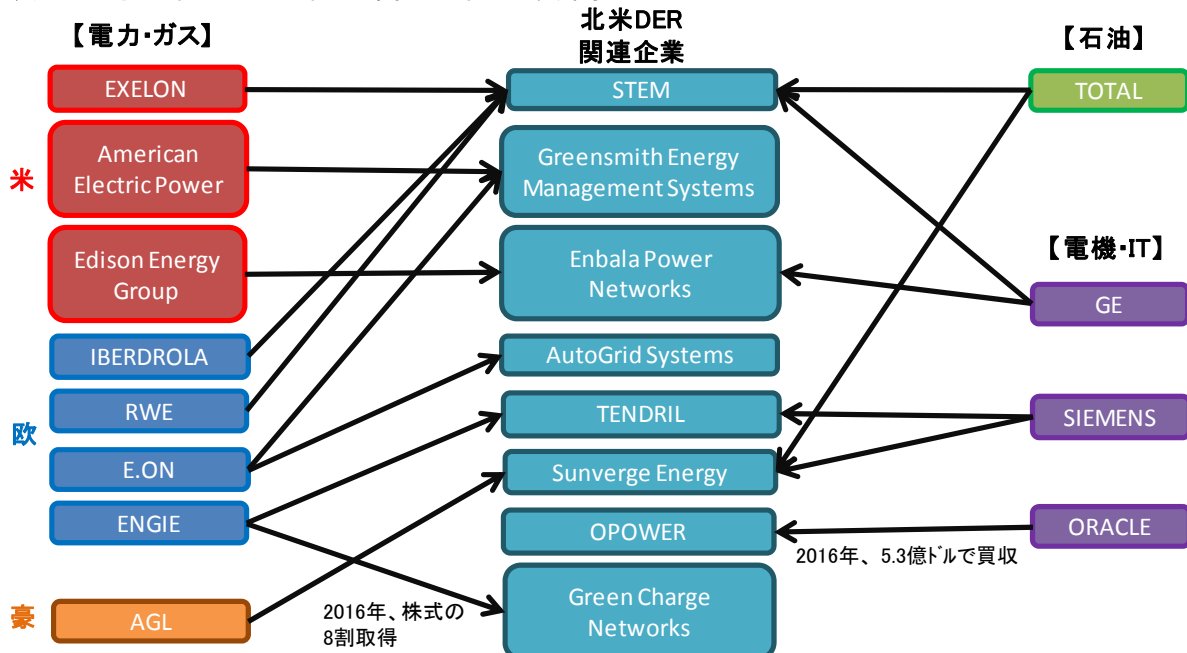 【電力・ガス】
北米DER
関連企業
【石油】
EXELON
STEM
TOTAL
米
American
Electric Power
Greensmith Energy
Management Systems
Edison Energy
Group
Enbala Power
Networks
【電機・IT】
GE
IBERDROLA
AutoGrid Systems
欧
RWE
TENDRIL
SIEMENS
E.ON
Sunverge Energy
ENGIE
OPOWER
ORACLE
2016年、5.3億ドルで買収
豪
AGL
2016年、株式の
8割取得
Green Charge
Networks